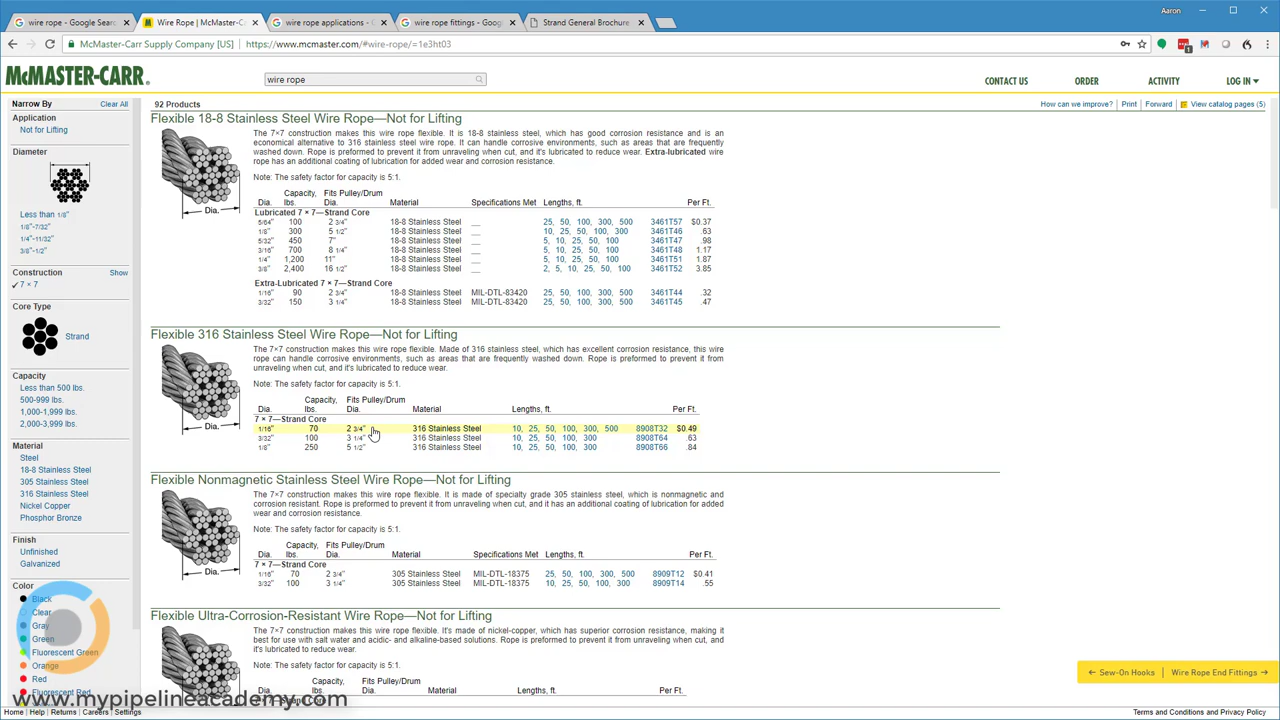 wire rope - Google Sear
Wire Rope | McMaster-C
wire rope applications - G
wire rope fittings - Goog
Strand General Brochure
Aaron
McMaster-Carr Supply Company [US]
https://www.mcmaster.com/#wire-rope/=1e3ht03
McMASTER-CARR.
wire rope
CONTACT US
ORDER
ACTIVITY
LOG IN
Narrow By
Clear All
Application
Not for Lifting
Diameter
Less than 1/8"
1/8"-7/32"
1/4"-11/32"
3/8"-1/2"
Construction
Show
7 × 7
Core Type
Strand
Capacity
Less than 500 lbs.
500-999 lbs.
1,000-1,999 lbs.
2,000-3,999 lbs.
Material
Steel
18-8 Stainless Steel
305 Stainless Steel
316 Stainless Steel
Nickel Copper
Phosphor Bronze
Finish
Unfinished
Galvanized
Color
Black
Clear
Gray
Green
Fluorescent Green
Orange
Red
Fluorescent Red
92 Products
How can we improve? Print Forward View catalog pages (5)
Flexible 18-8 Stainless Steel Wire Rope—Not for Lifting
The 7×7 construction makes this wire rope flexible. It is 18-8 stainless steel, which has good corrosion resistance and is an
economical alternative to 316 stainless steel wire rope. It can handle corrosive environments, such as areas that are frequently
washed down. Rope is preformed to prevent it from unraveling when cut, and it's lubricated to reduce wear. Extra-lubricated wire
rope has an additional coating of lubrication for added wear and corrosion resistance.
Note: The safety factor for capacity is 5:1.
Dia.
Dia. Capacity, lbs. Fits Pulley/Drum Dia. Material Specifications Met Lengths, ft. Per Ft.
Lubricated 7 × 7—Strand Core
5/64" 100 2 3/4" 18-8 Stainless Steel __ 25, 50, 100, 300, 500 3461T57 $0.37
1/8" 300 5 1/2" 18-8 Stainless Steel __ 10, 25, 50, 100, 300 3461T46 .63
5/32" 450 7" 18-8 Stainless Steel __ 5, 10, 25, 50, 100 3461T47 .98
3/16" 700 8 1/4" 18-8 Stainless Steel __ 5, 10, 25, 50, 100 3461T48 1.17
1/4" 1,200 11" 18-8 Stainless Steel __ 5, 10, 25, 50, 100 3461T51 1.87
3/8" 2,400 16 1/2" 18-8 Stainless Steel __ 2, 5, 10, 25, 50, 100 3461T52 3.85
Extra-Lubricated 7 × 7—Strand Core
1/16" 90 2 3/4" 18-8 Stainless Steel MIL-DTL-83420 25, 50, 100, 300, 500 3461T44 .32
3/32" 150 3 1/4" 18-8 Stainless Steel MIL-DTL-83420 25, 50, 100, 300, 500 3461T45 .47
Flexible 316 Stainless Steel Wire Rope—Not for Lifting
The 7×7 construction makes this wire rope flexible. Made of 316 stainless steel, which has excellent corrosion resistance, this wire
rope can handle corrosive environments, such as areas that are frequently washed down. Rope is preformed to prevent it from
unraveling when cut, and it's lubricated to reduce wear.
Note: The safety factor for capacity is 5:1.
Dia.
Dia. Capacity, lbs. Fits Pulley/Drum Dia. Material Lengths, ft. Per Ft.
7 × 7—Strand Core
1/16" 70 2 3/4" 316 Stainless Steel 10, 25, 50, 100, 300, 500 8908T32 $0.49
3/32" 100 3 1/4" 316 Stainless Steel 10, 25, 50, 100, 300 8908T64 .63
1/8" 250 5 1/2" 316 Stainless Steel 10, 25, 50, 100, 300 8908T66 .84
Flexible Nonmagnetic Stainless Steel Wire Rope—Not for Lifting
The 7×7 construction makes this wire rope flexible. It is made of specialty grade 305 stainless steel, which is nonmagnetic and
corrosion resistant. Rope is preformed to prevent it from unraveling when cut, and it has an additional coating of lubrication for added
wear and corrosion resistance.
Note: The safety factor for capacity is 5:1.
Dia.
Dia. Capacity, lbs. Fits Pulley/Drum Dia. Material Specifications Met Lengths, ft. Per Ft.
7 × 7—Strand Core
1/16" 70 2 3/4" 305 Stainless Steel MIL-DTL-18375 25, 50, 100, 300, 500 8909T12 $0.41
3/32" 100 3 1/4" 305 Stainless Steel MIL-DTL-18375 10, 25, 50, 100, 300 8909T14 .55
Flexible Ultra-Corrosion-Resistant Wire Rope—Not for Lifting
The 7×7 construction makes this wire rope flexible. It's made of nickel-copper, which has superior corrosion resistance, making it
best for use with salt water and acidic- and alkaline-based solutions. Rope is preformed to prevent it from unraveling when cut, and
it's lubricated to reduce wear.
Note: The safety factor for capacity is 5:1.
Capacity, Fits Pulley/Drum
Dia. lbs. Dia. Material Lengths, ft. Per Ft.
Sew-On Hooks
Wire Rope End Fittings
www.mypipelineacademy.com
Home Help Returns Careers Settings
Terms and Conditions and Privacy Policy